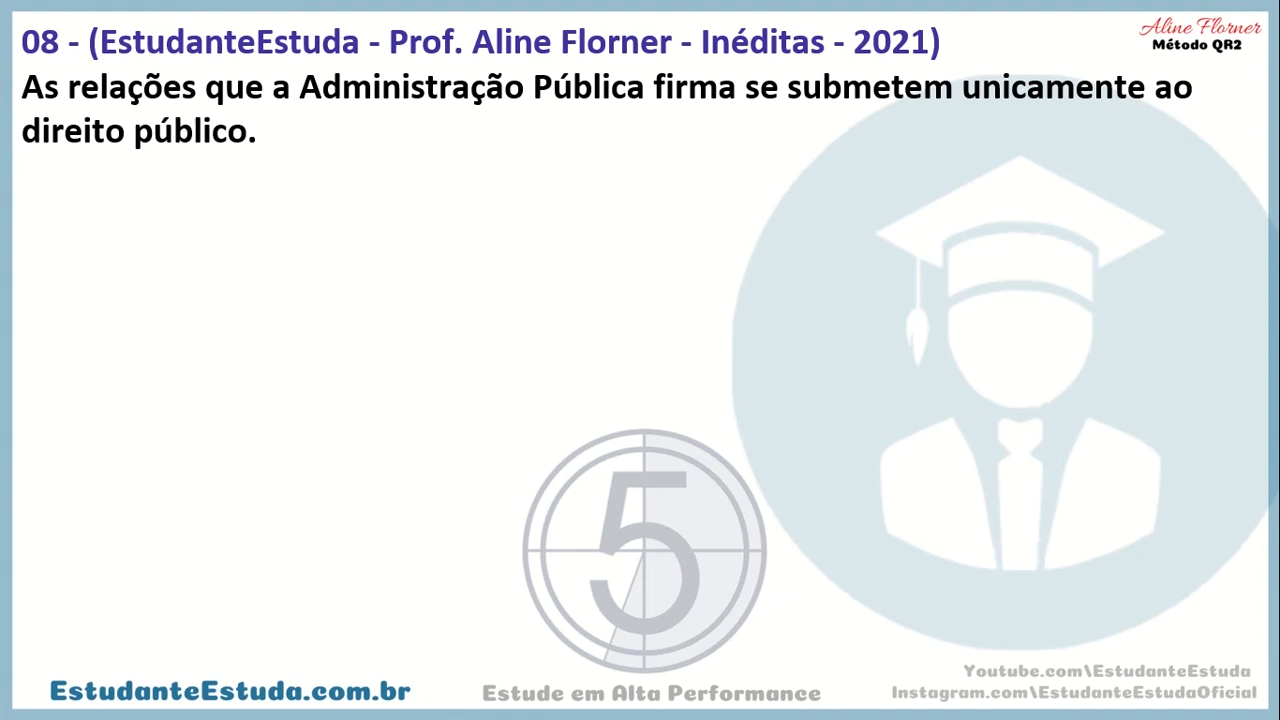 08 - (EstudanteEstuda - Prof. Aline Florner - Inéditas - 2021)
Aline Florner
Método QR2
As relações que a Administração Pública firma se submetem unicamente ao
direito público.
5
EstudanteEstuda.com.br
Estude em Alta Performance
Youtube.com\EstudanteEstuda
Instagram.com\EstudanteEstudaOficial